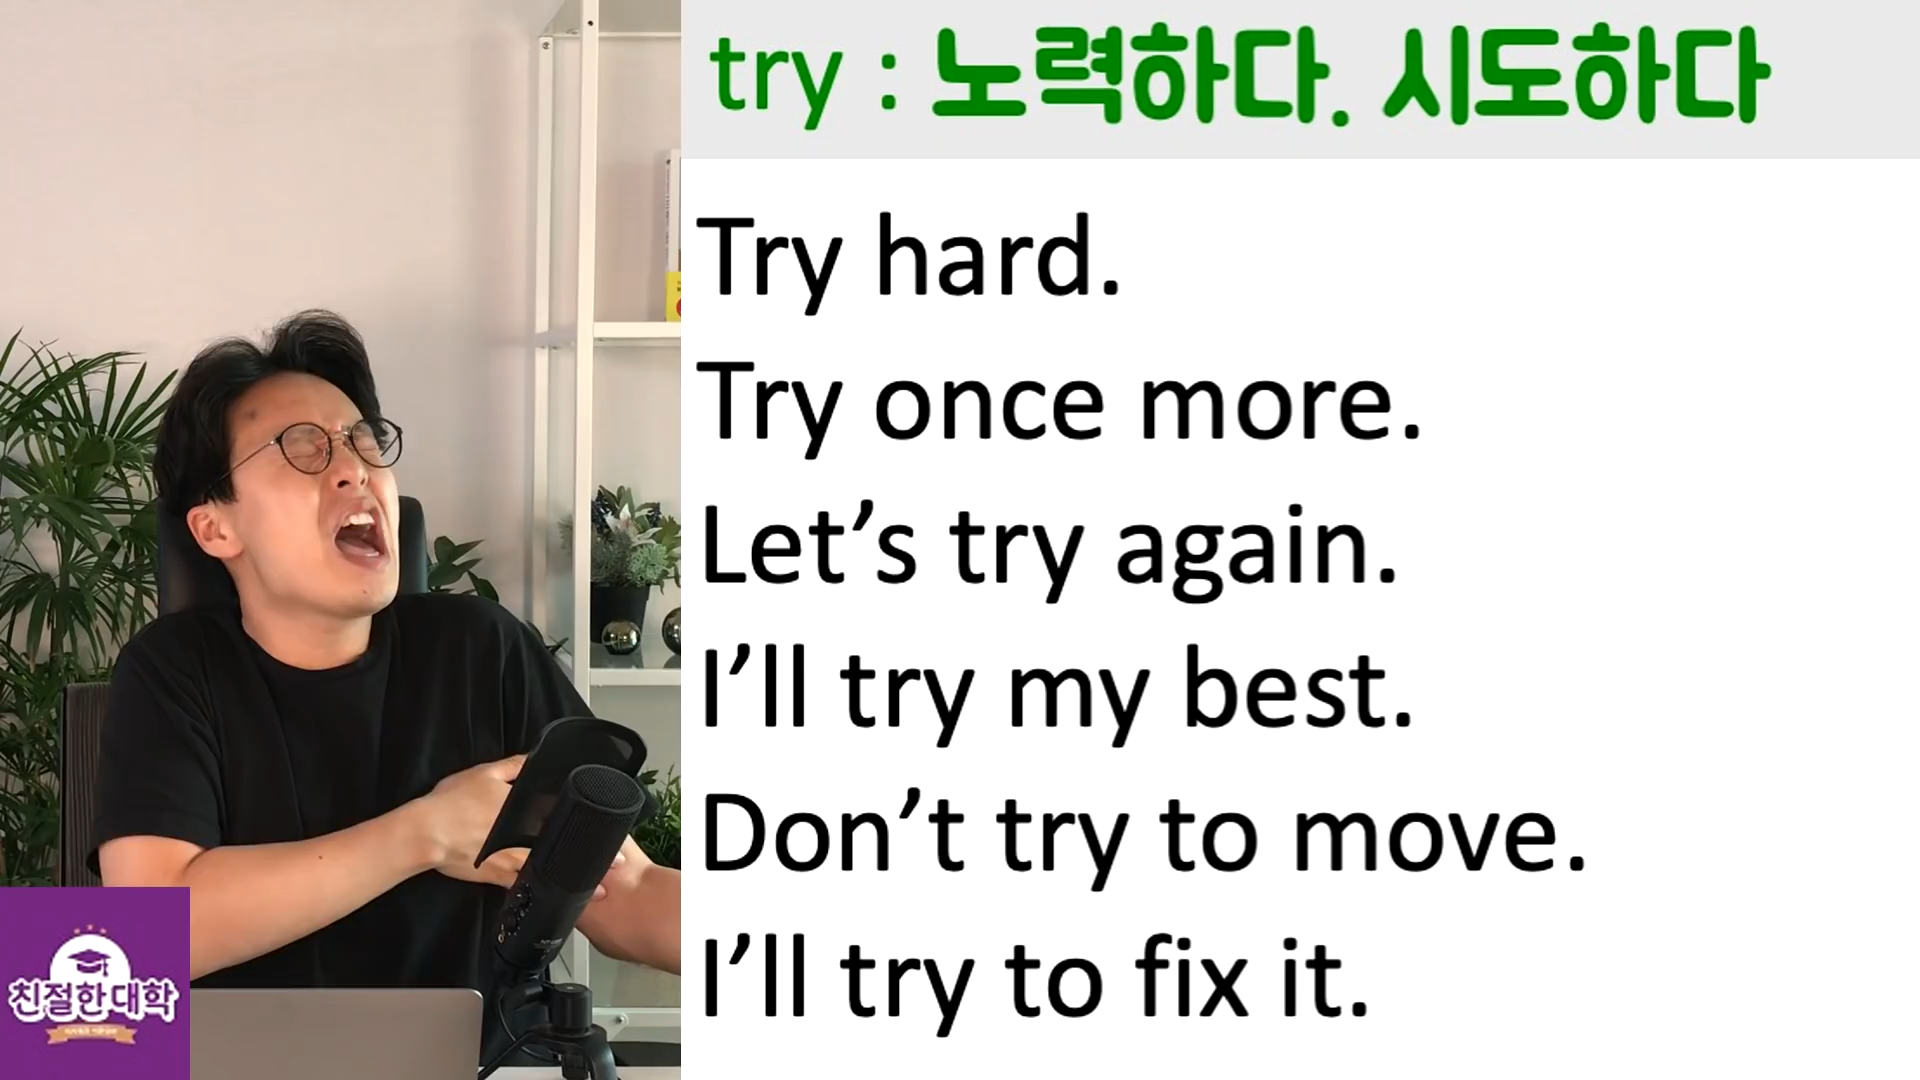 try : 노력하다. 시도하다
Try hard.
Try once more.
Let’s try again.
I’ll try my best.
Don’t try to move.
I’ll try to fix it.
친절한대학